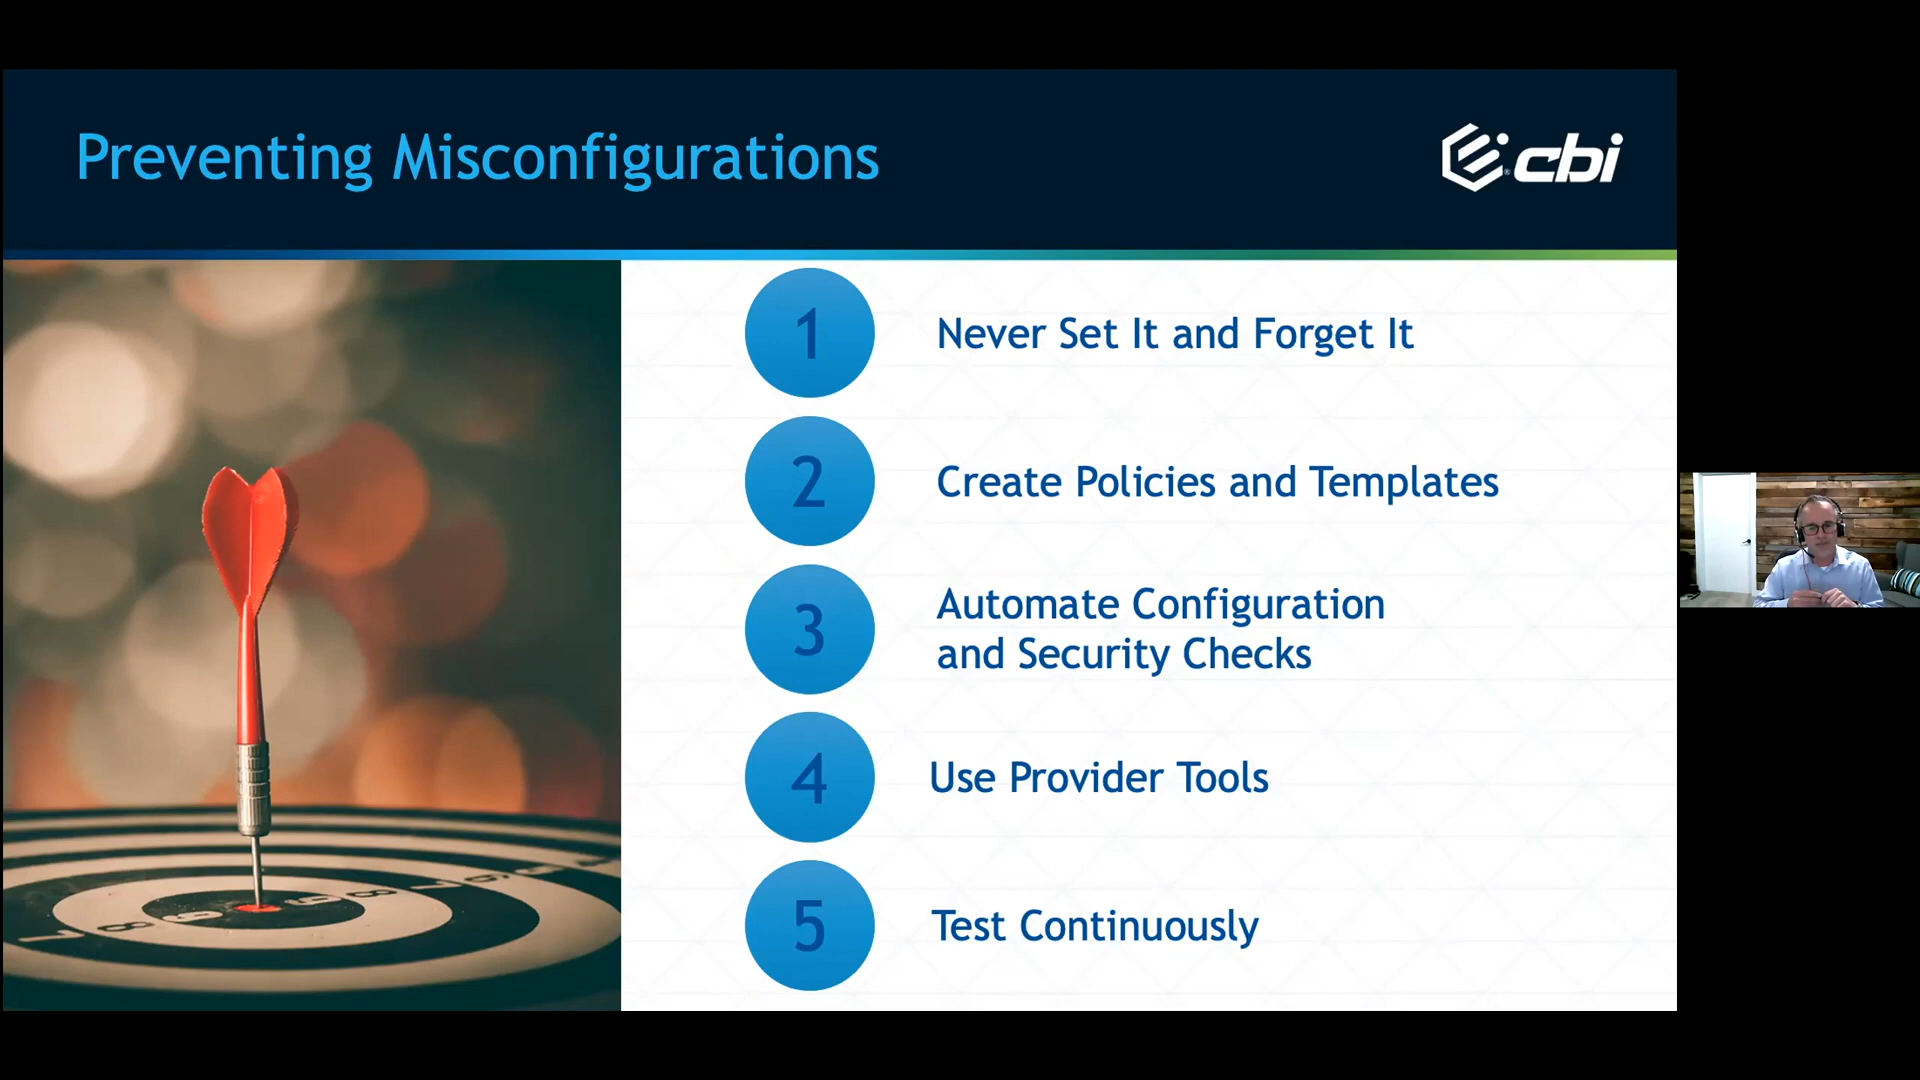 Preventing Misconfigurations
cbi
1
Never Set It and Forget It
2
Create Policies and Templates
3
Automate Configuration
and Security Checks
4
Use Provider Tools
5
Test Continuously